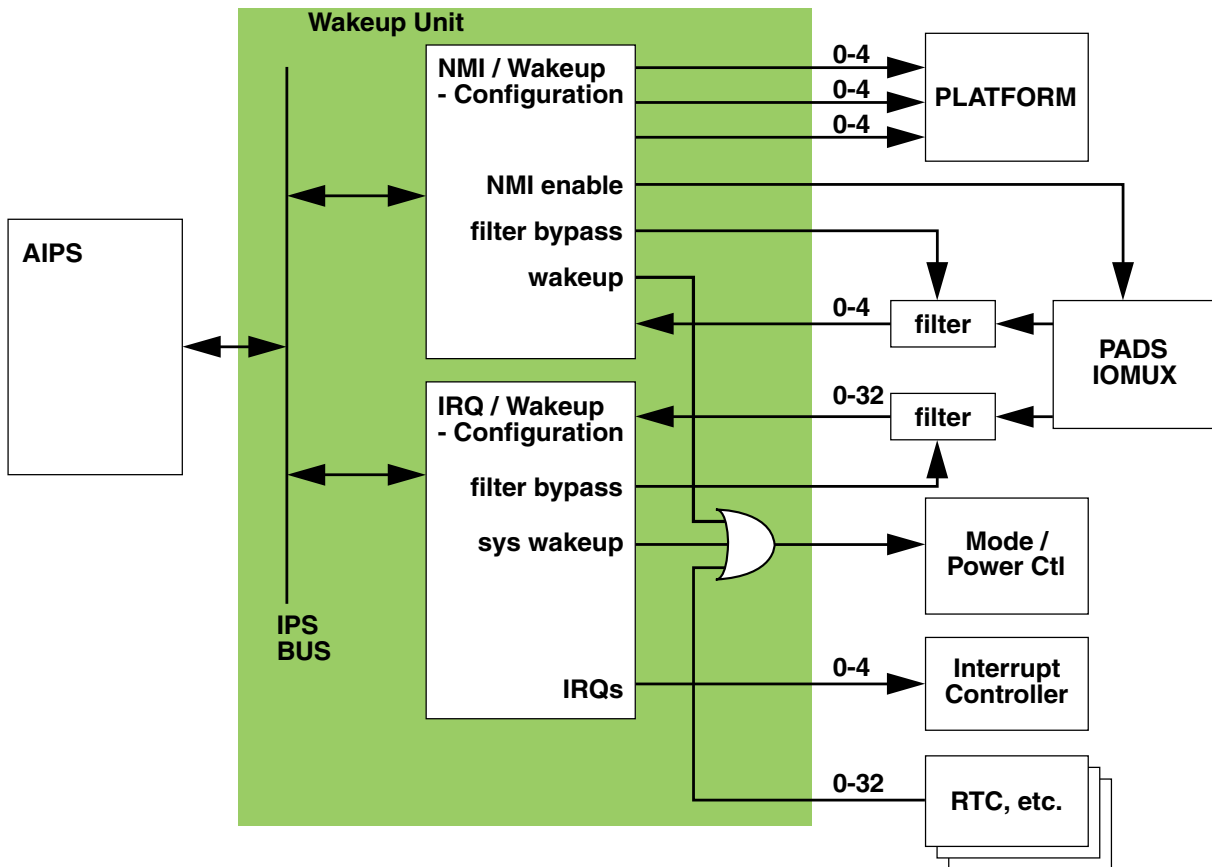 Wakeup Unit
NMI / Wakeup
- Configuration
NMI enable
filter bypass
wakeup
0-4
0-4
0-4
PLATFORM
AIPS
0-4
filter
PADS
IOMUX
0-32
filter
IRQ / Wakeup
- Configuration
filter bypass
sys wakeup
IRQs
Mode /
Power Ctl
IPS
BUS
0-4
Interrupt
Controller
0-32
RTC, etc.